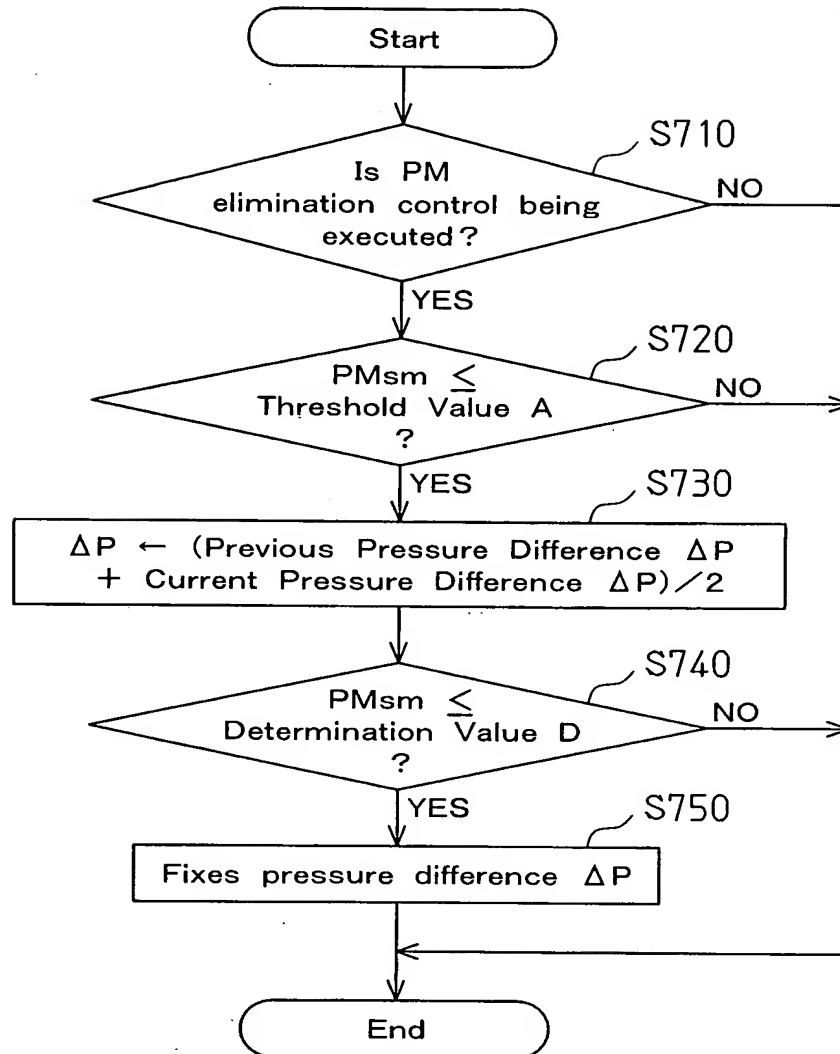 Start
S710
Is PM
elimination control being
executed?
NO
YES
S720
PMsm ≤
Threshold Value A
?
NO
YES
S730
ΔP ← (Previous Pressure Difference ΔP
+ Current Pressure Difference ΔP)／2
S740
PMsm ≤
Determination Value D
?
NO
YES
S750
Fixes pressure difference ΔP
End